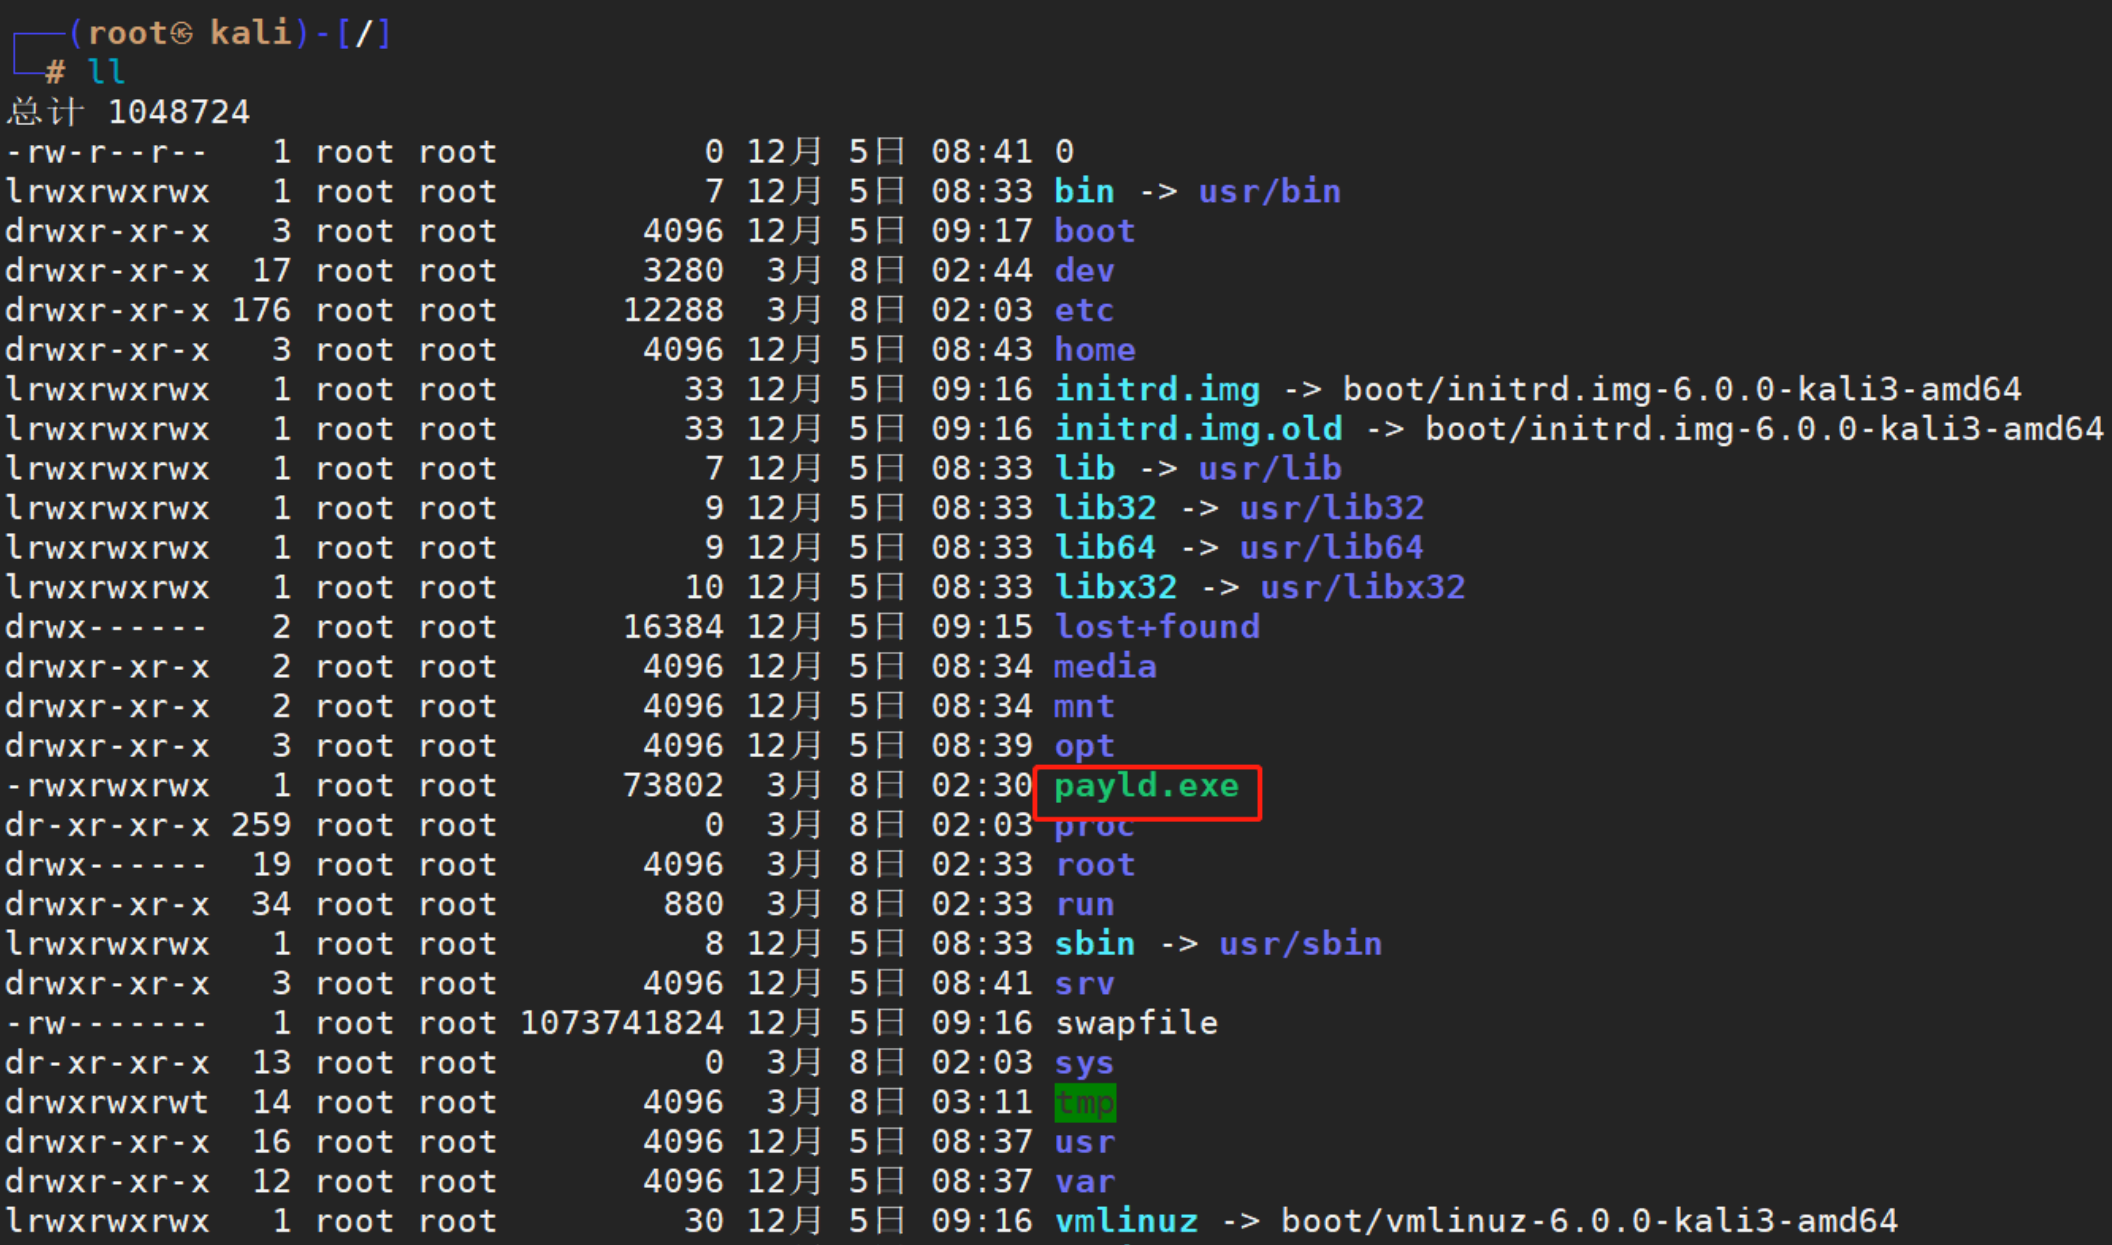 ┌──(root㉿ kali)-[/]
└─# ll
总计 1048724
-rw-r--r--   1 root root          0 12月  5日 08:41 0
lrwxrwxrwx   1 root root          7 12月  5日 08:33 bin -> usr/bin
drwxr-xr-x   3 root root       4096 12月  5日 09:17 boot
drwxr-xr-x  17 root root       3280  3月  8日 02:44 dev
drwxr-xr-x 176 root root      12288  3月  8日 02:03 etc
drwxr-xr-x   3 root root       4096 12月  5日 08:43 home
lrwxrwxrwx   1 root root         33 12月  5日 09:16 initrd.img -> boot/initrd.img-6.0.0-kali3-amd64
lrwxrwxrwx   1 root root         33 12月  5日 09:16 initrd.img.old -> boot/initrd.img-6.0.0-kali3-amd64
lrwxrwxrwx   1 root root          7 12月  5日 08:33 lib -> usr/lib
lrwxrwxrwx   1 root root          9 12月  5日 08:33 lib32 -> usr/lib32
lrwxrwxrwx   1 root root          9 12月  5日 08:33 lib64 -> usr/lib64
lrwxrwxrwx   1 root root         10 12月  5日 08:33 libx32 -> usr/libx32
drwx------   2 root root      16384 12月  5日 09:15 lost+found
drwxr-xr-x   2 root root       4096 12月  5日 08:34 media
drwxr-xr-x   2 root root       4096 12月  5日 08:34 mnt
drwxr-xr-x   3 root root       4096 12月  5日 08:39 opt
-rwxrwxrwx   1 root root      73802  3月  8日 02:30 payld.exe
dr-xr-xr-x 259 root root          0  3月  8日 02:03 proc
drwx------  19 root root       4096  3月  8日 02:33 root
drwxr-xr-x  34 root root        880  3月  8日 02:33 run
lrwxrwxrwx   1 root root          8 12月  5日 08:33 sbin -> usr/sbin
drwxr-xr-x   3 root root       4096 12月  5日 08:41 srv
-rw-------   1 root root 1073741824 12月  5日 09:16 swapfile
dr-xr-xr-x  13 root root          0  3月  8日 02:03 sys
drwxrwxrwt  14 root root       4096  3月  8日 03:11 tmp
drwxr-xr-x  16 root root       4096 12月  5日 08:37 usr
drwxr-xr-x  12 root root       4096 12月  5日 08:37 var
lrwxrwxrwx   1 root root         30 12月  5日 09:16 vmlinuz -> boot/vmlinuz-6.0.0-kali3-amd64